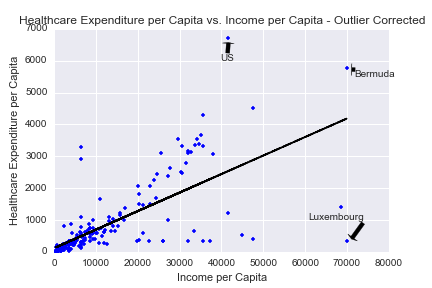 Healthcare Expenditure per Capita vs. Income per Capita - Outlier Corrected
7000
6000
5000
4000
3000
2000
1000
0
Healthcare Expenditure per Capita
US
Bermuda
Luxembourg
0 10000 20000 30000 40000 50000 60000 70000 80000
Income per Capita